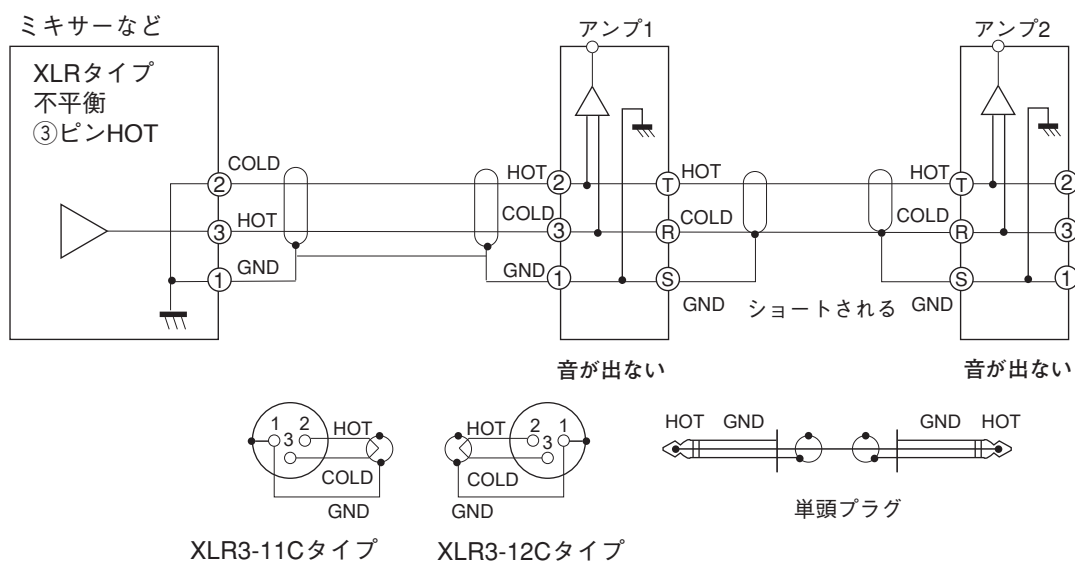 ミキサーなど
アンプ1
アンプ2
XLRタイプ
不平衡
③ピンHOT
COLD
HOT
HOT
HOT
② ② T T ②
HOT
COLD
COLD
COLD
③ ③ R R ③
GND
GND
① ① S S ①
GND
ショートされる
GND
音が出ない
音が出ない
1 2
3
HOT
COLD
GND
XLR3-11Cタイプ
HOT
2 1
3
COLD
GND
XLR3-12Cタイプ
HOT
GND
GND
HOT
単頭プラグ